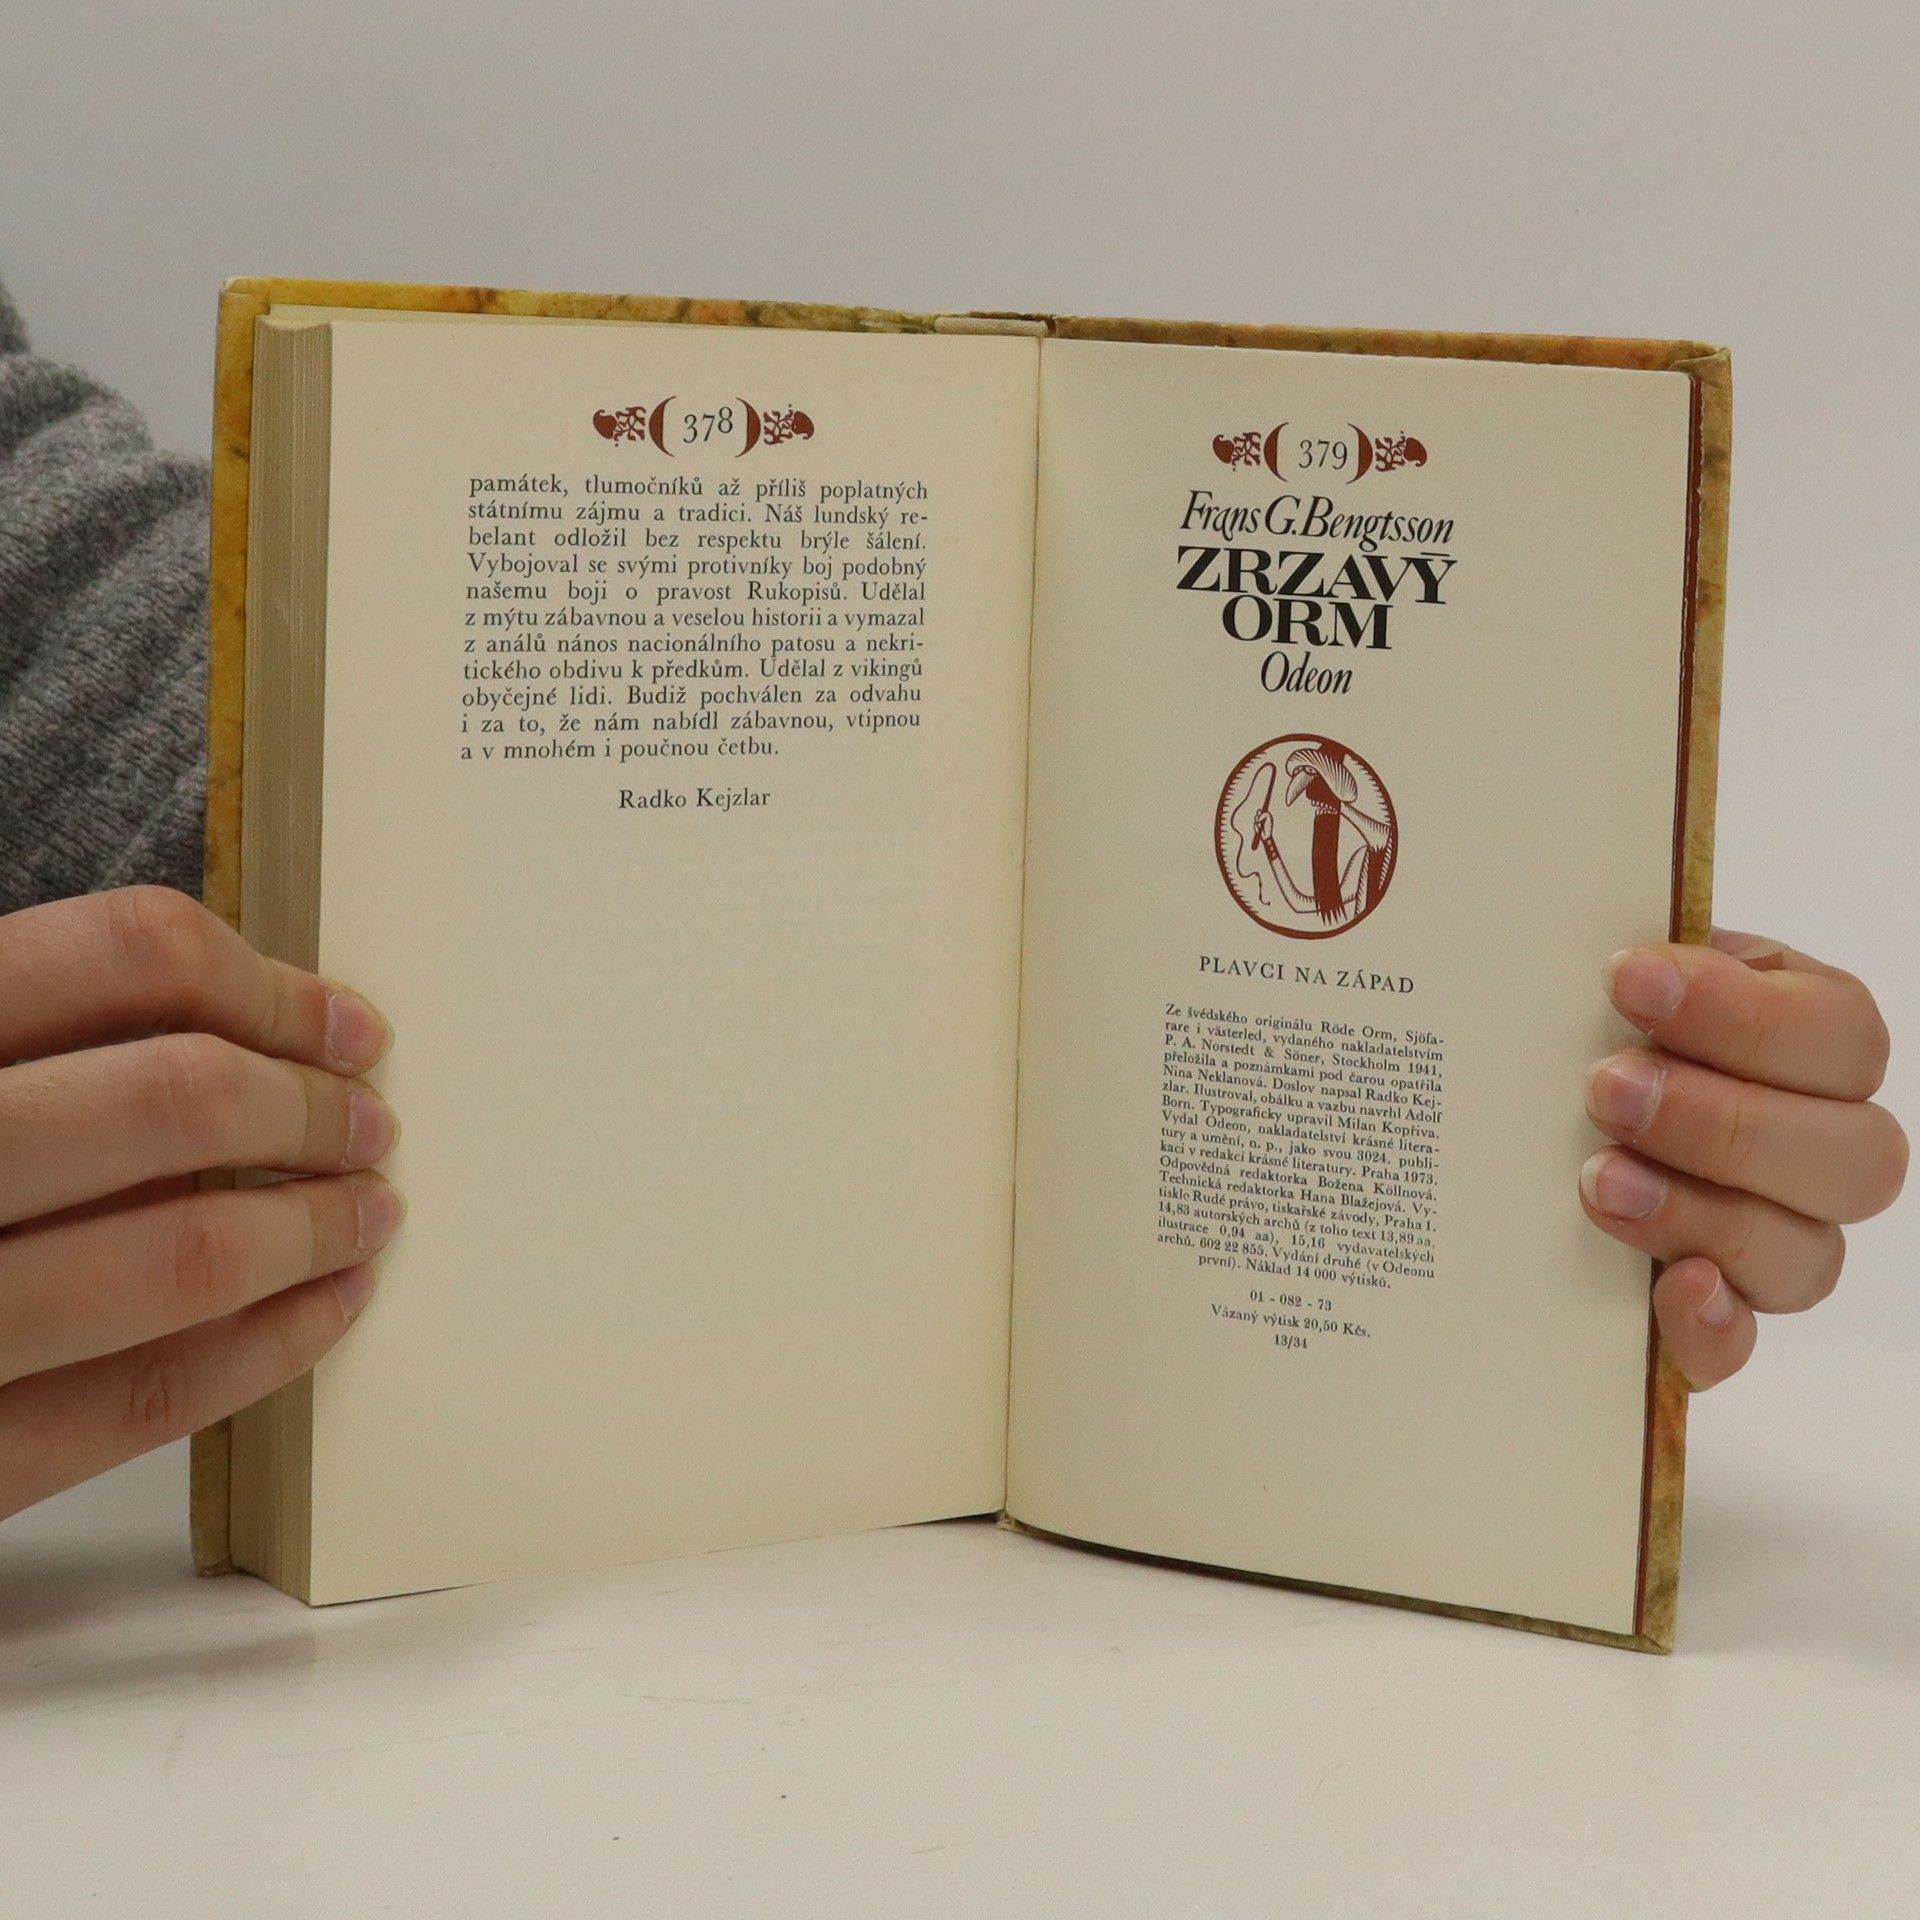 378
památek, tlumočníků až příliš poplatných
státnímu zájmu a tradici. Náš lundský re-
belant odložil bez respektu brýle šálení.
Vybojoval se svými protivníky boj podobný
našemu boji o pravost Rukopisů. Udělal
z mýtu zábavnou a veselou historii a vymazal
z análů nános nacionálního patosu a nekri-
tického obdivu k předkům. Udělal z vikingů
obyčejné lidi. Budiž pochválen za odvahu
i za to, že nám nabídl zábavnou, vtipnou
a v mnohém i poučnou četbu.
Radko Kejzlar
379
Frans G. Bengtsson
ZRZAVÝ
ORM
Odeon
PLAVCI NA ZÁPAD
Ze švédského originálu Röde Orm, Sjöfa-
rare i västerled, vydaného nakladatelstvím
P. A. Norstedt & Söner, Stockholm 1941,
přeložila a poznámkami pod čarou opatřila
Nina Neklanová. Doslov napsal Radko Kej-
zlar. Ilustroval, obálku a vazbu navrhl Adolf
Born. Typograficky upravil Milan Kopřiva.
Vydal Odeon, nakladatelství krásné litera-
tury a umění, n. p., jako svou 3024. publi-
kaci v redakci krásné literatury. Praha 1973.
Odpovědná redaktorka Božena Köllnová.
Technická redaktorka Hana Blažejová. Vy-
tisklo Rudé právo, tiskařské závody, Praha 1.
14,83 autorských archů (z toho text 13,89 aa,
ilustrace 0,94 aa), 15,16 vydavatelských
archů. 602 22 855. Vydání druhé (v Odeonu
první). Náklad 14 000 výtisků.
01 - 082 - 73
Vázaný výtisk 20,50 Kčs.
13/34